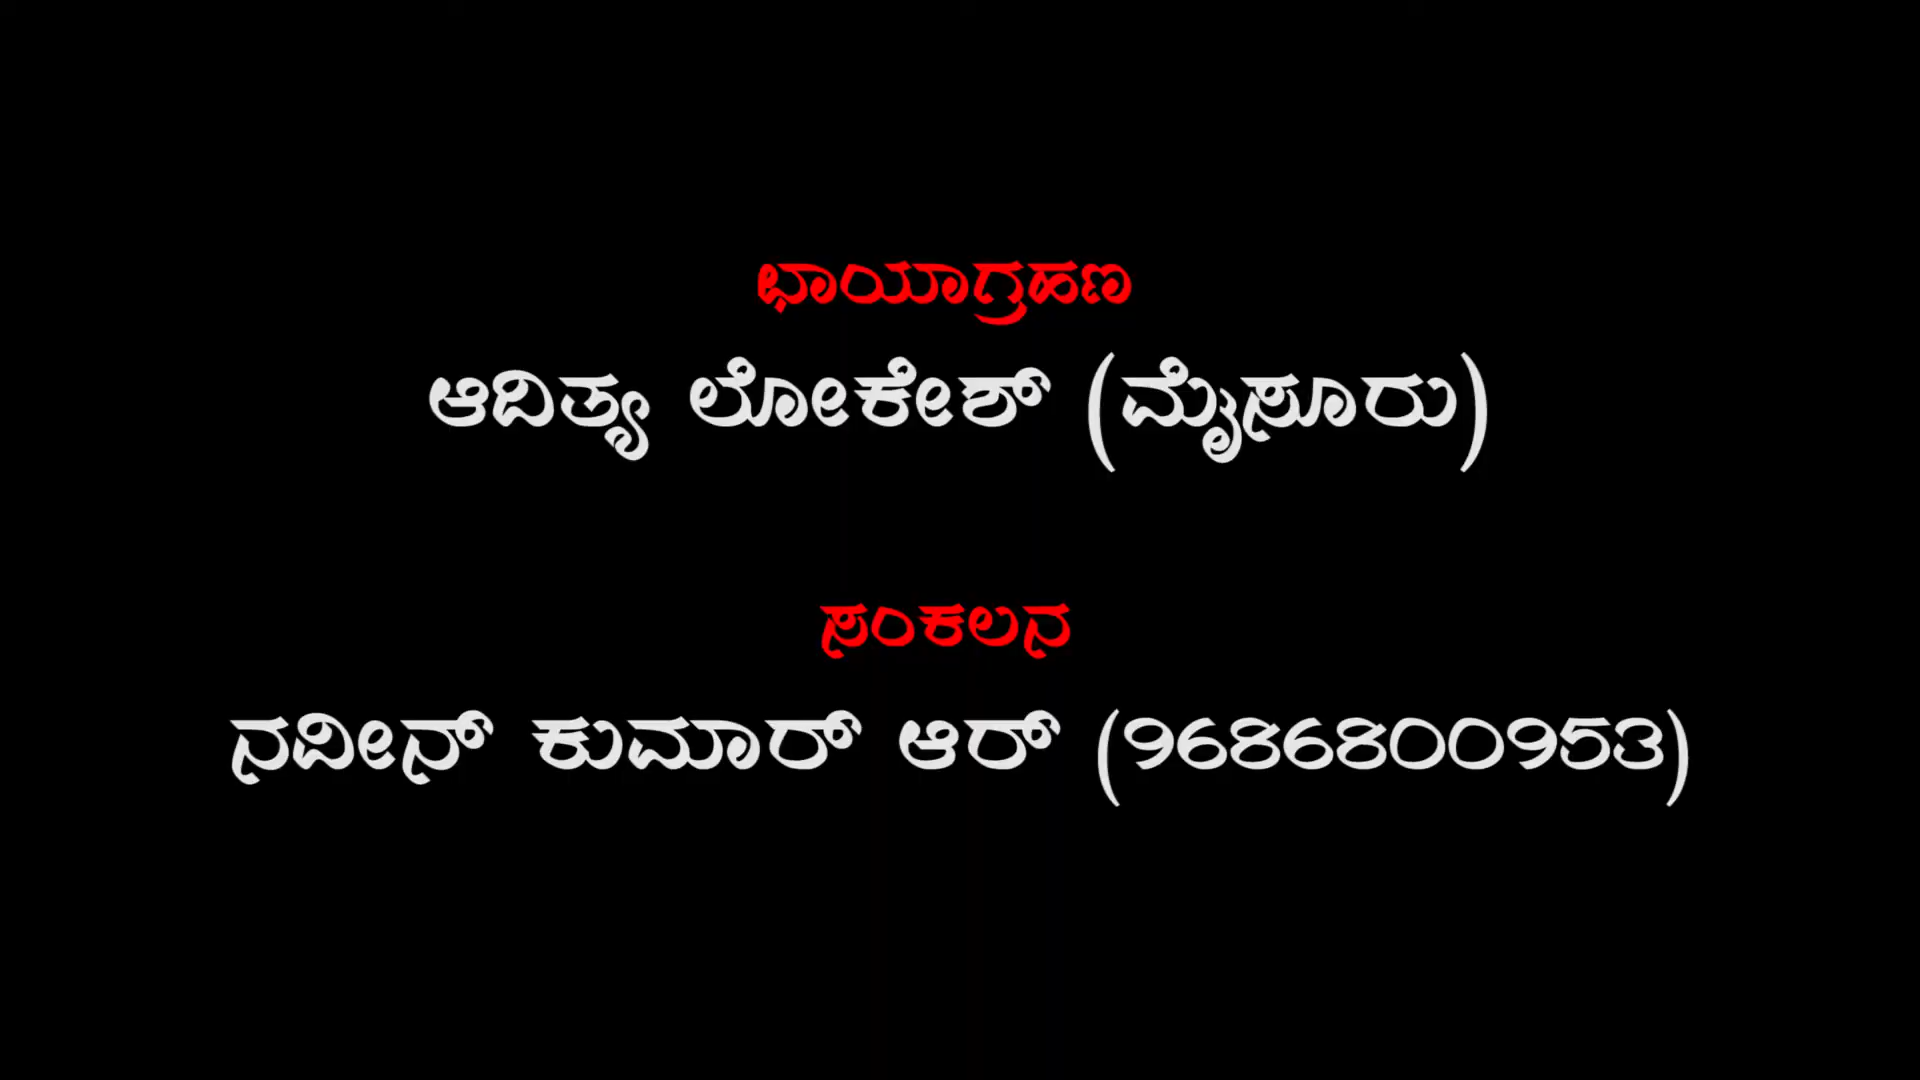 ಛಾಯಾಗ್ರಹಣ
ಆದಿತ್ಯ ಲೋಕೇಶ್ (ಮೈಸೂರು)
ಸಂಕಲನ
ನವೀನ್ ಕುಮಾರ್ ಆರ್ (9686800953)